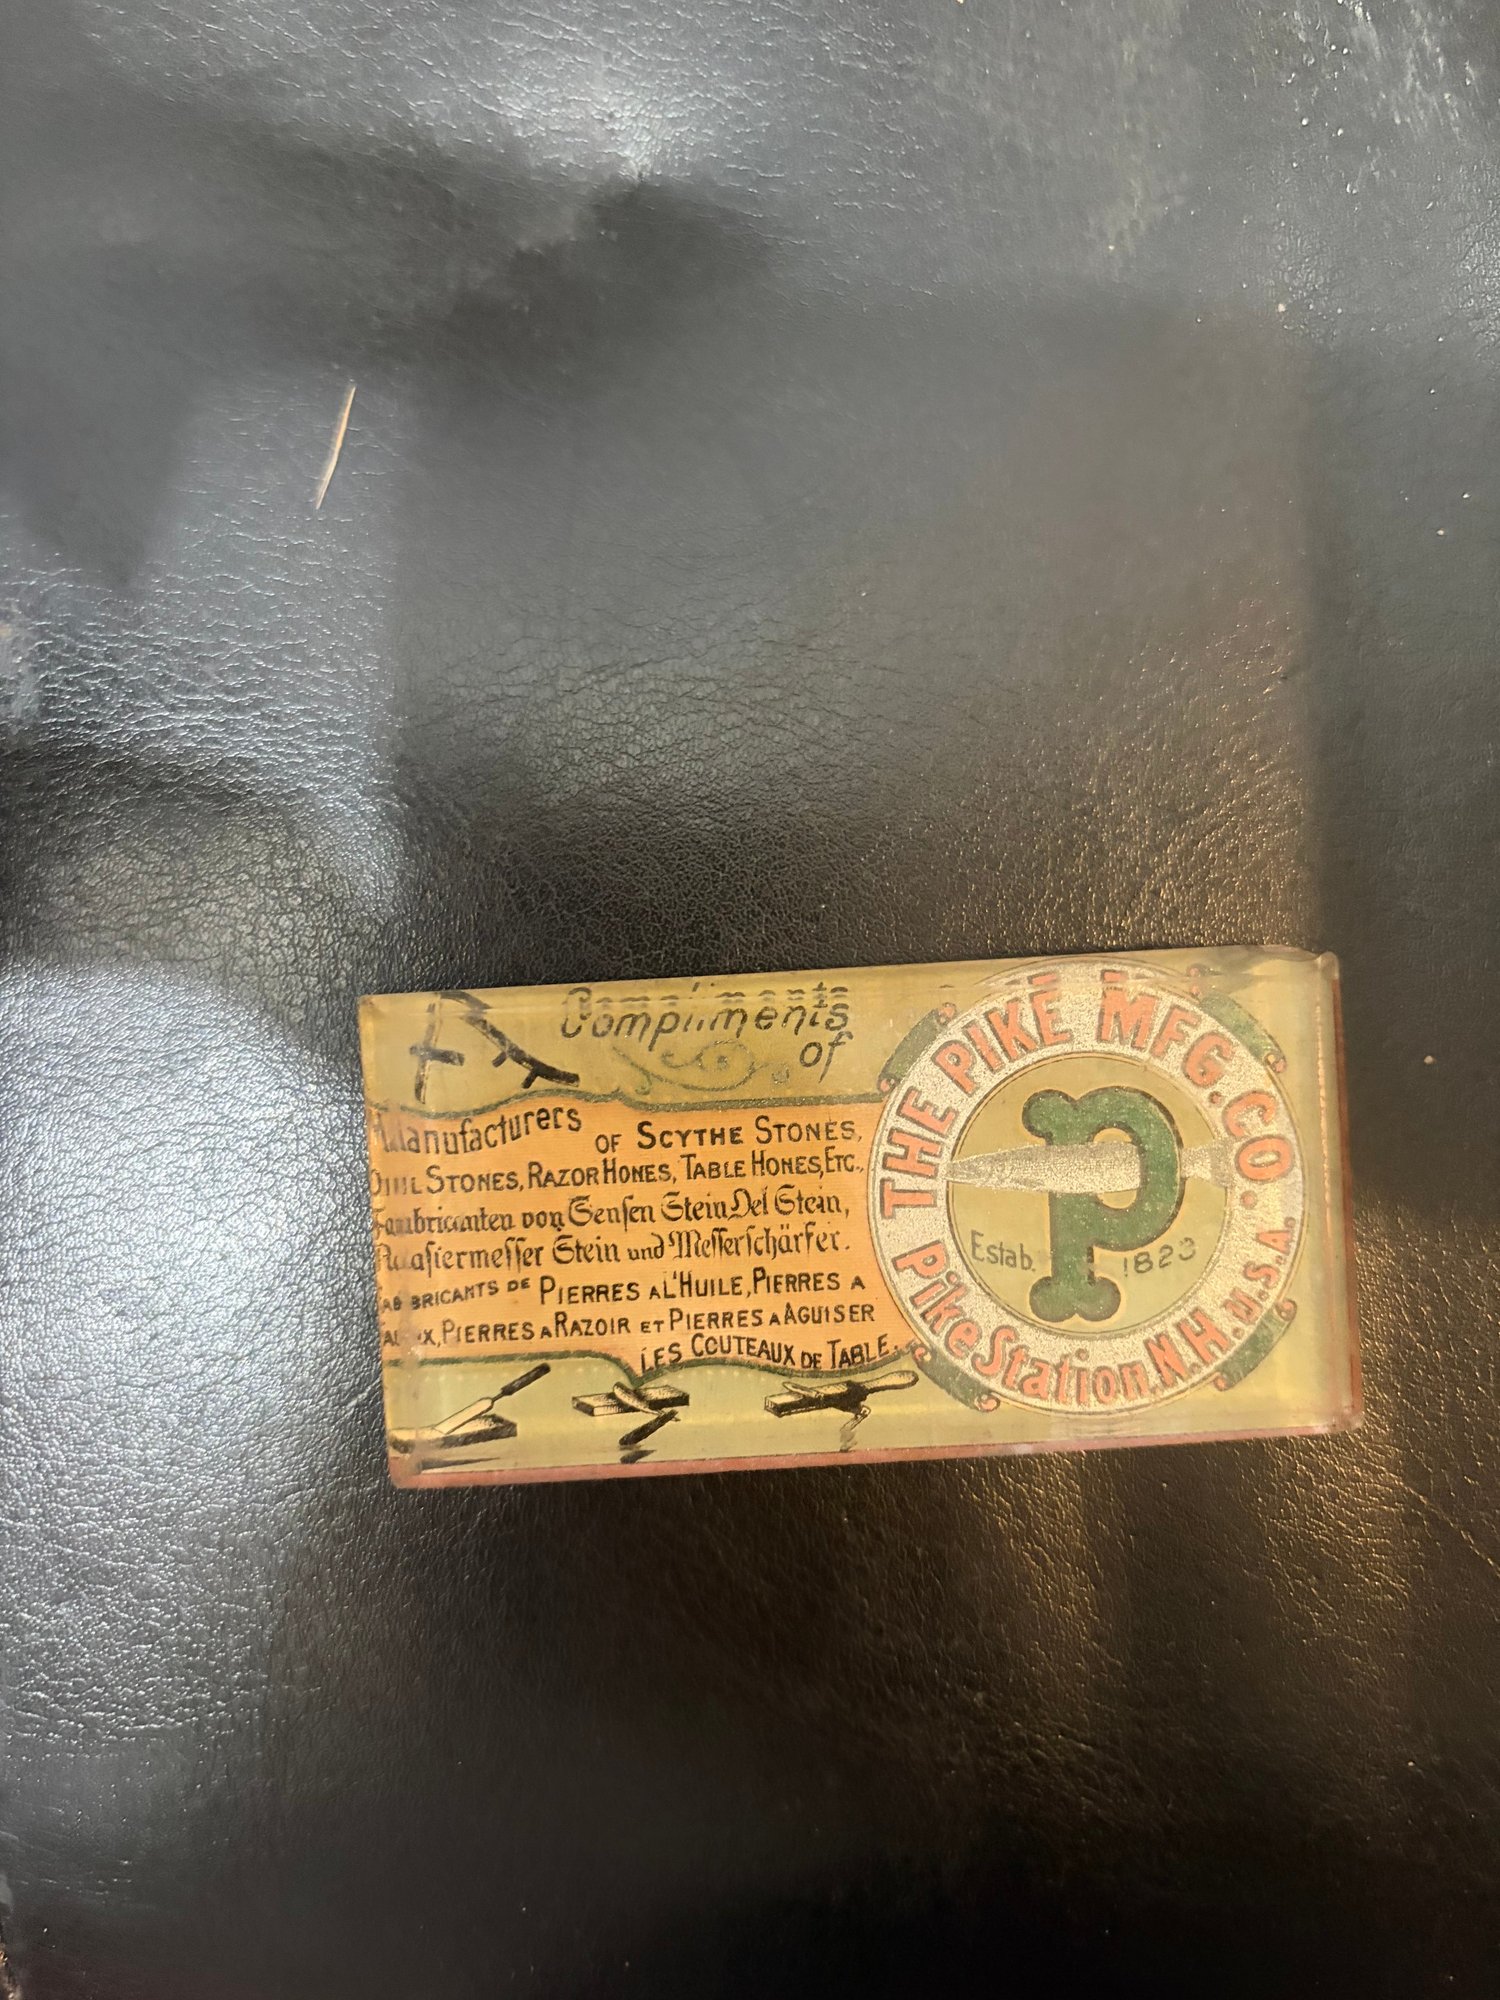 Compliments
of
Manufacturers OF SCYTHE STONES,
OIL STONES, RAZOR HONES, TABLE HONES, ETC.,
Fabricanten von Sensen Stein Oel Stein,
Rasiermesser Stein und Messerschärfer.
FABRICANTS DE PIERRES A L'HUILE, PIERRES A
FAUX, PIERRES A RAZOIR ET PIERRES A AGUISER
LES COUTEAUX DE TABLE.
THE PIKE MFG. CO.
P
Estab. 1823
Pike Station, N.H. U.S.A.